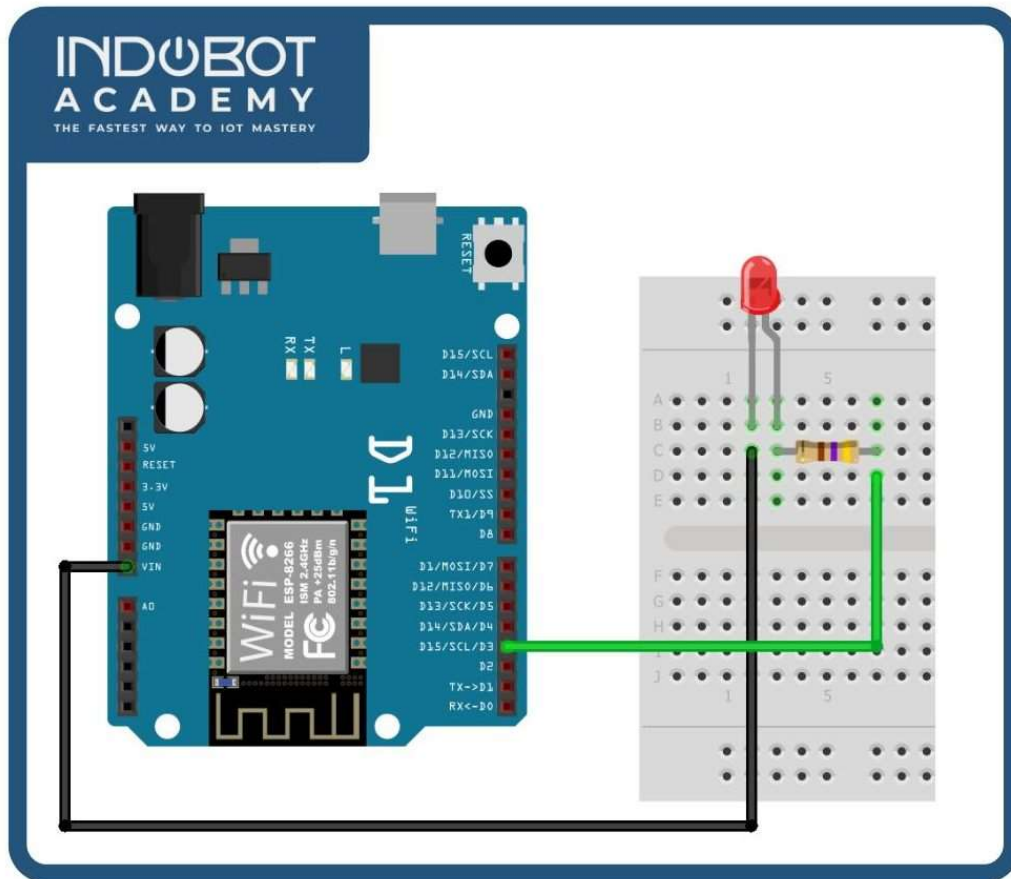 INDOBOT
ACADEMY
THE FASTEST WAY TO IOT MASTERY
RESET
RX
TX
L
D15/SCL
D14/SDA
GND
D13/SCK
D12/MISO
D11/MOSI
D10/SS
TX1/D9
D8
D1/MOSI/D7
D12/MISO/D6
D13/SCK/D5
D14/SDA/D4
D15/SCL/D3
D2
TX->D1
RX<-D0
5V
RESET
3.3V
5V
GND
GND
VIN
A0
D1
WiFi
WiFi
MODEL ESP-8266
ISM 2.4GHz
PA +25dBm
802.11b/g/n
FC
1
5
A
B
C
D
E
F
G
H
I
J
1
5